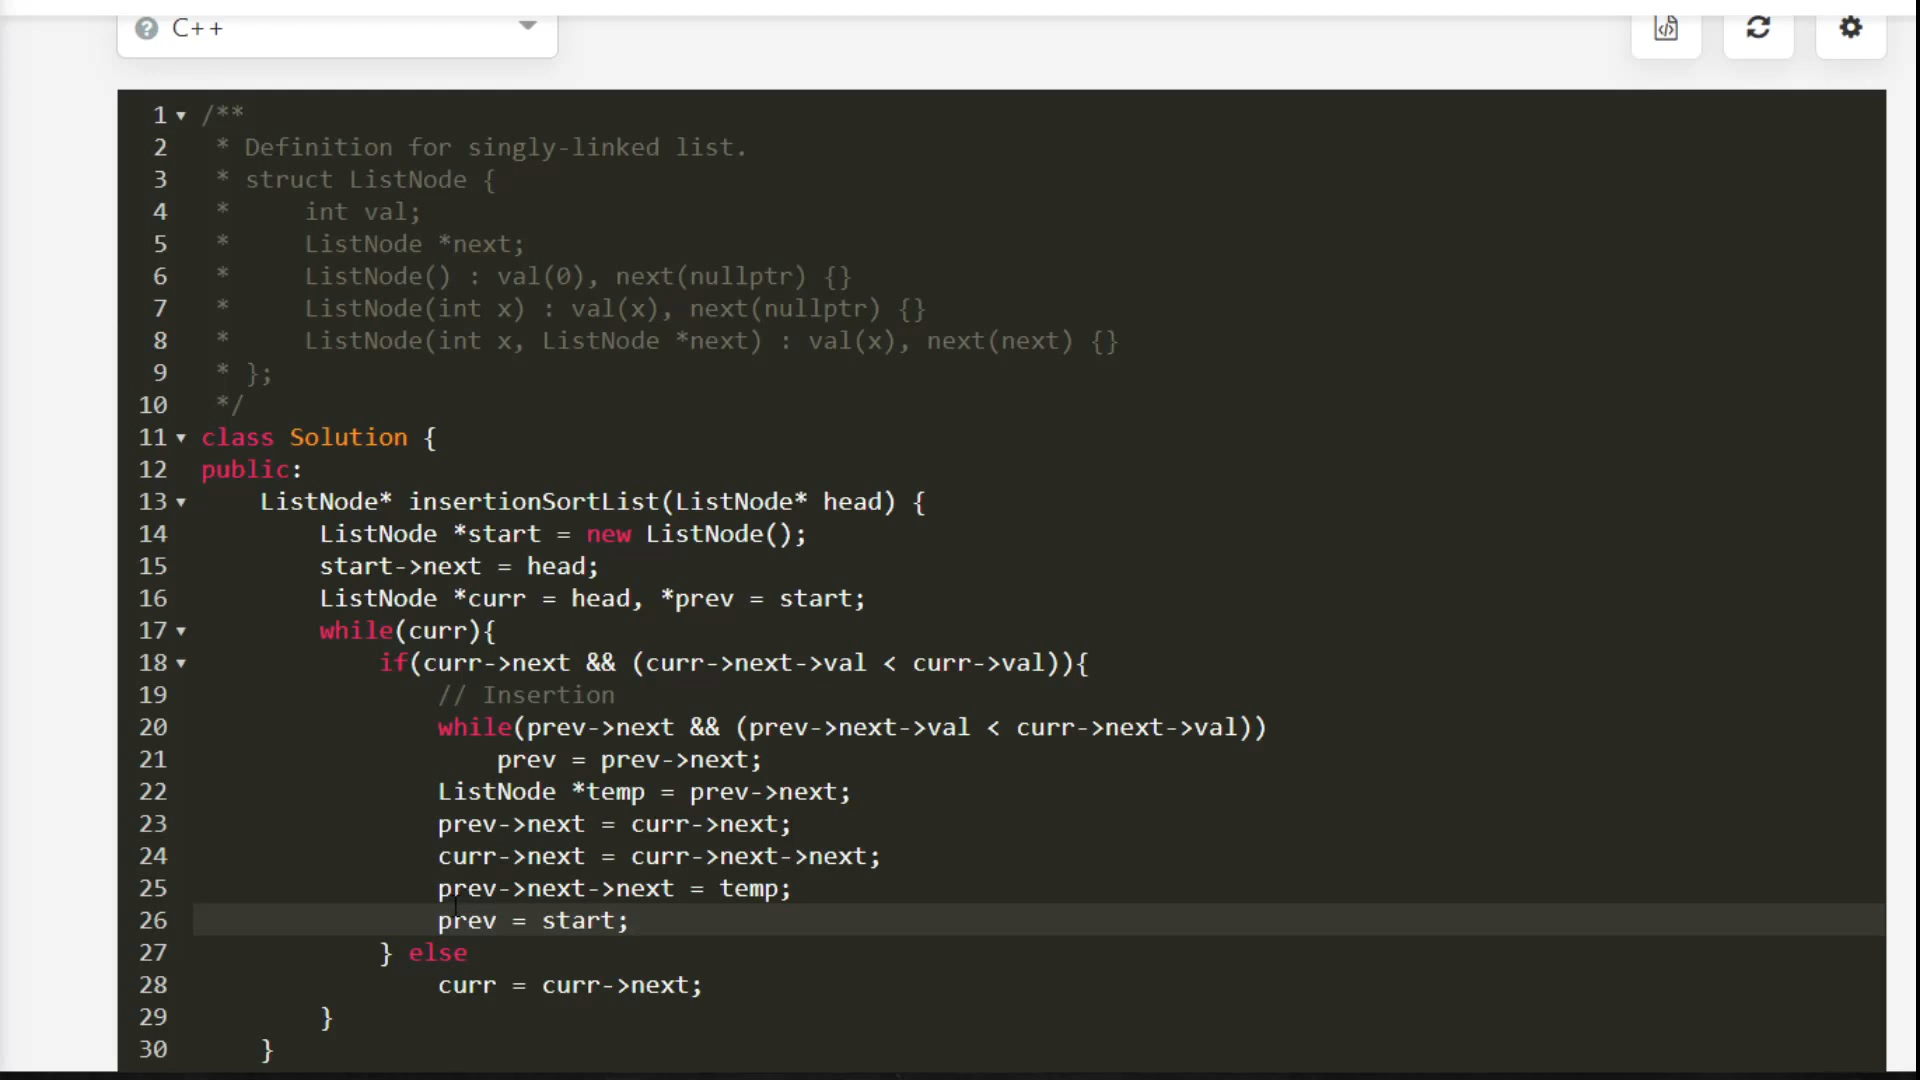 C++
1 /**
2  * Definition for singly-linked list.
3  * struct ListNode {
4  *     int val;
5  *     ListNode *next;
6  *     ListNode() : val(0), next(nullptr) {}
7  *     ListNode(int x) : val(x), next(nullptr) {}
8  *     ListNode(int x, ListNode *next) : val(x), next(next) {}
9  * };
10  */
11 class Solution {
12 public:
13     ListNode* insertionSortList(ListNode* head) {
14         ListNode *start = new ListNode();
15         start->next = head;
16         ListNode *curr = head, *prev = start;
17         while(curr){
18             if(curr->next && (curr->next->val < curr->val)){
19                 // Insertion
20                 while(prev->next && (prev->next->val < curr->next->val))
21                     prev = prev->next;
22                 ListNode *temp = prev->next;
23                 prev->next = curr->next;
24                 curr->next = curr->next->next;
25                 prev->next->next = temp;
26                 prev = start;
27             } else
28                 curr = curr->next;
29         }
30     }